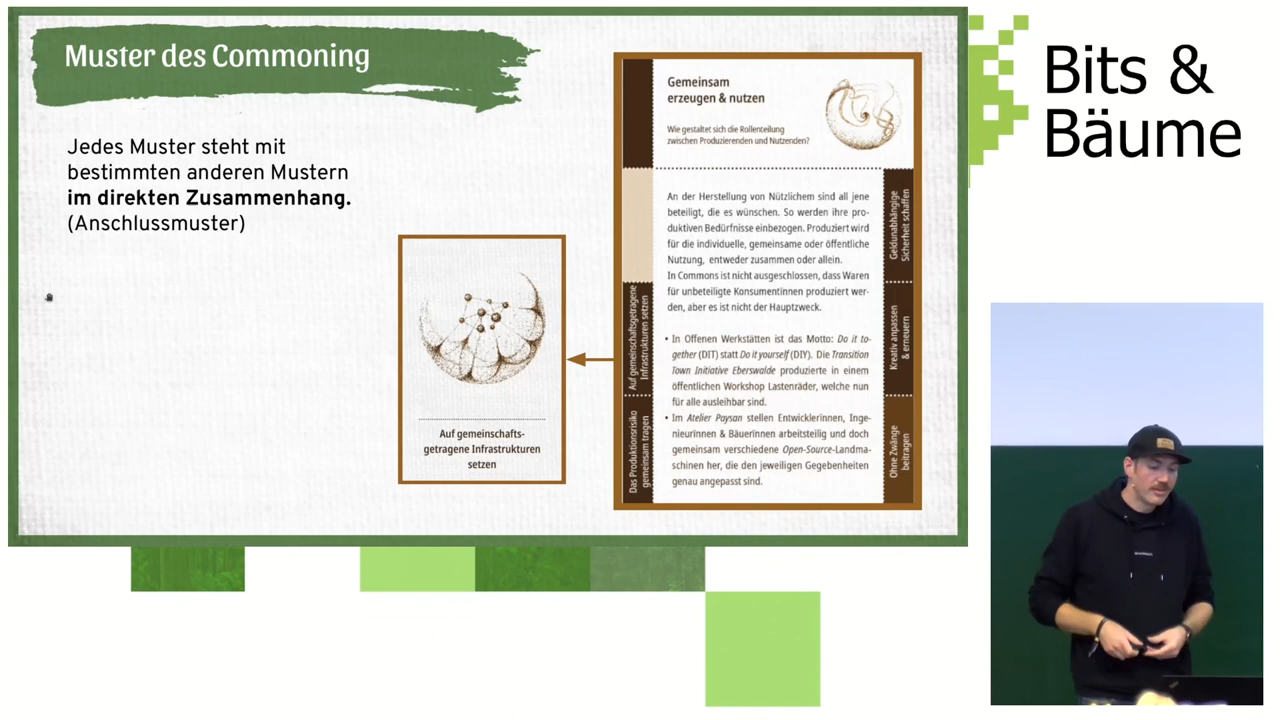 Muster des Commoning
Jedes Muster steht mit
bestimmten anderen Mustern
im direkten Zusammenhang.
(Anschlussmuster)
Auf gemeinschafts-
getragene Infrastrukturen
setzen
Gemeinsam
erzeugen & nutzen
Wie gestaltet sich die Rollenteilung
zwischen Produzierenden und Nutzenden?
An der Herstellung von Nützlichem sind all jene
beteiligt, die es wünschen. So werden ihre pro-
duktiven Bedürfnisse einbezogen. Produziert wird
für die individuelle, gemeinsame oder öffentliche
Nutzung, entweder zusammen oder allein.
In Commons ist nicht ausgeschlossen, dass Waren
für unbeteiligte Konsumentinnen produziert wer-
den, aber es ist nicht der Hauptzweck.
• In Offenen Werkstätten ist das Motto: Do it to-
gether (DIT) statt Do it yourself (DIY). Die Transition
Town Initiative Eberswalde produzierte in einem
öffentlichen Workshop Lastenräder, welche nun
für alle ausleihbar sind.
• Im Atelier Paysan stellen Entwicklerinnen, Inge-
nieurinnen & Bäuerinnen arbeitsteilig und doch
gemeinsam verschiedene Open-Source-Landma-
schinen her, die den jeweiligen Gegebenheiten
genau angepasst sind.
Auf gemeinschaftsgetragene
Infrastrukturen setzen
Das Produktionsrisiko
gemeinsam tragen
Geldunabhängige
Sicherheit schaffen
Kreativ anpassen
& erneuern
Ohne Zwänge
beitragen
Bits &
Bäume